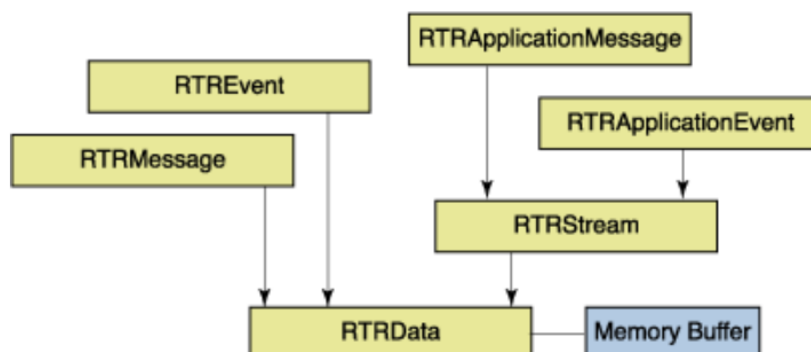 RTRApplicationMessage
RTREvent
RTRApplicationEvent
RTRMessage
RTRStream
RTRData
Memory Buffer